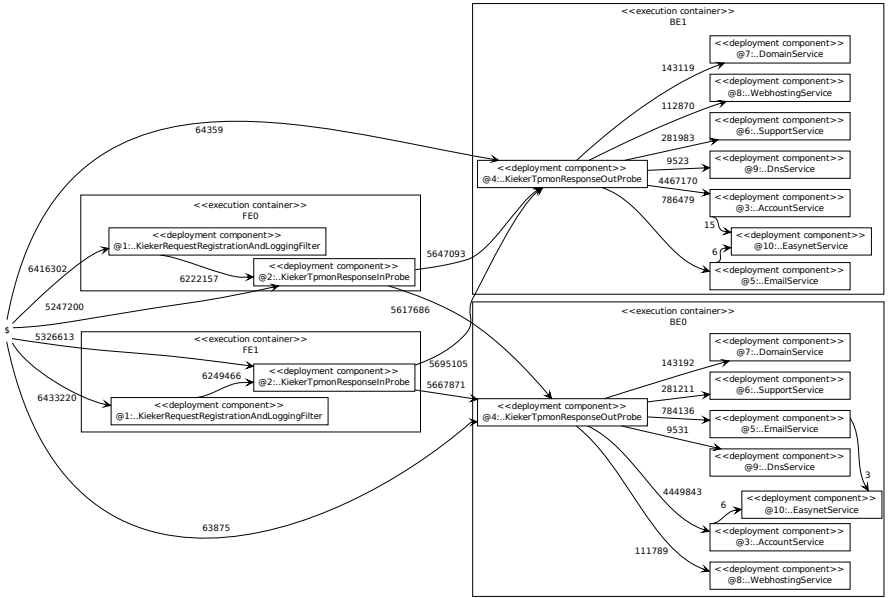 <<execution container>>
BE1
<<deployment component>>
@7:..DomainService
143119
<<deployment component>>
@8:..WebhostingService
112870
<<deployment component>>
@6:..SupportService
281983
<<deployment component>>
@9:..DnsService
9523
<<deployment component>>
@4:..KiekerTpmonResponseOutProbe
4467170
<<deployment component>>
@3:..AccountService
786479
15
<<deployment component>>
@10:..EasynetService
6
<<deployment component>>
@5:..EmailService
64359
<<execution container>>
FE0
<<deployment component>>
@1:..KiekerRequestRegistrationAndLoggingFilter
6416302
6222157
<<deployment component>>
@2:..KiekerTpmonResponseInProbe
5647093
5247200
5617686
$
5326613
<<execution container>>
FE1
<<deployment component>>
@2:..KiekerTpmonResponseInProbe
5695105
6249466
5667871
6433220
<<deployment component>>
@1:..KiekerRequestRegistrationAndLoggingFilter
63875
<<execution container>>
BE0
<<deployment component>>
@7:..DomainService
143192
<<deployment component>>
@6:..SupportService
281211
<<deployment component>>
@4:..KiekerTpmonResponseOutProbe
784136
<<deployment component>>
@5:..EmailService
9531
<<deployment component>>
@9:..DnsService
3
4449843
6
<<deployment component>>
@10:..EasynetService
<<deployment component>>
@3:..AccountService
111789
<<deployment component>>
@8:..WebhostingService